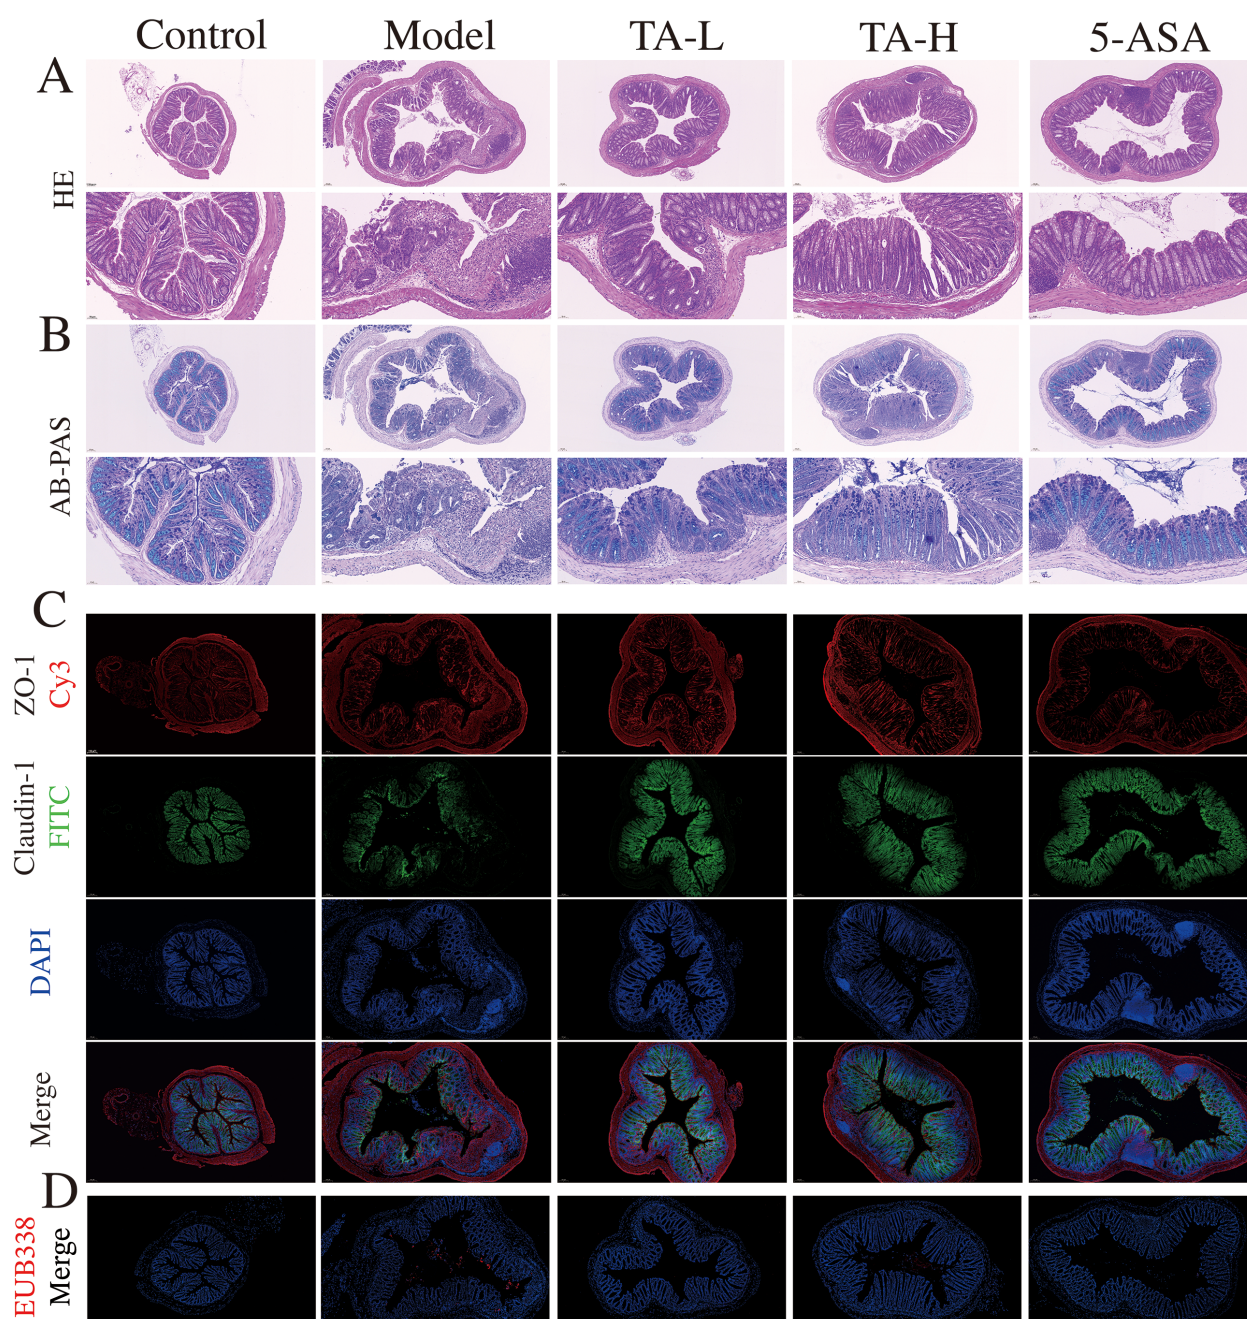 Control Model TA-L TA-H 5-ASA
A
HE
B
AB-PAS
C
ZO-1
Cy3
Claudin-1
FITC
DAPI
Merge
D
EUB338
Merge